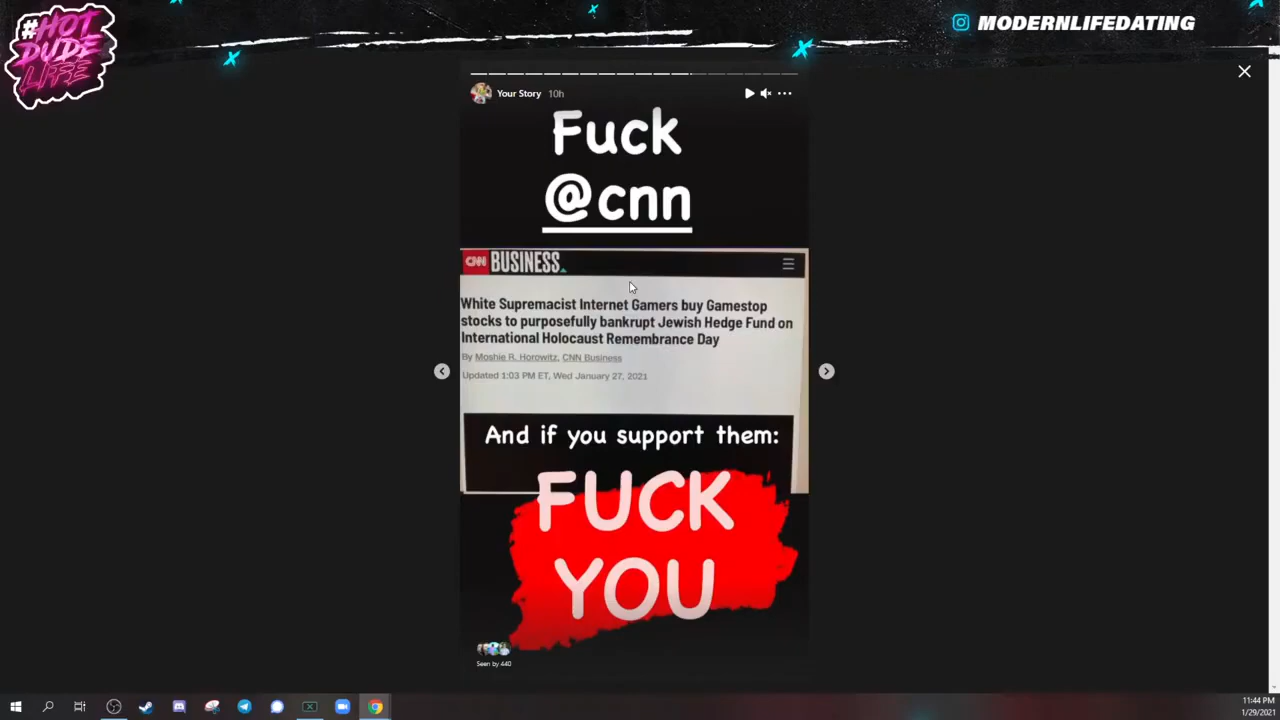 #HOT
DUDE
LIFE
MODERNLIFEDATING
Your Story 10h
Fuck
@cnn
CNN BUSINESS
White Supremacist Internet Gamers buy Gamestop
stocks to purposefully bankrupt Jewish Hedge Fund on
International Holocaust Remembrance Day
By Moshie R. Horowitz, CNN Business
Updated 1:03 PM ET, Wed January 27, 2021
And if you support them:
FUCK
YOU
Seen by 440
11:44 PM
1/29/2021